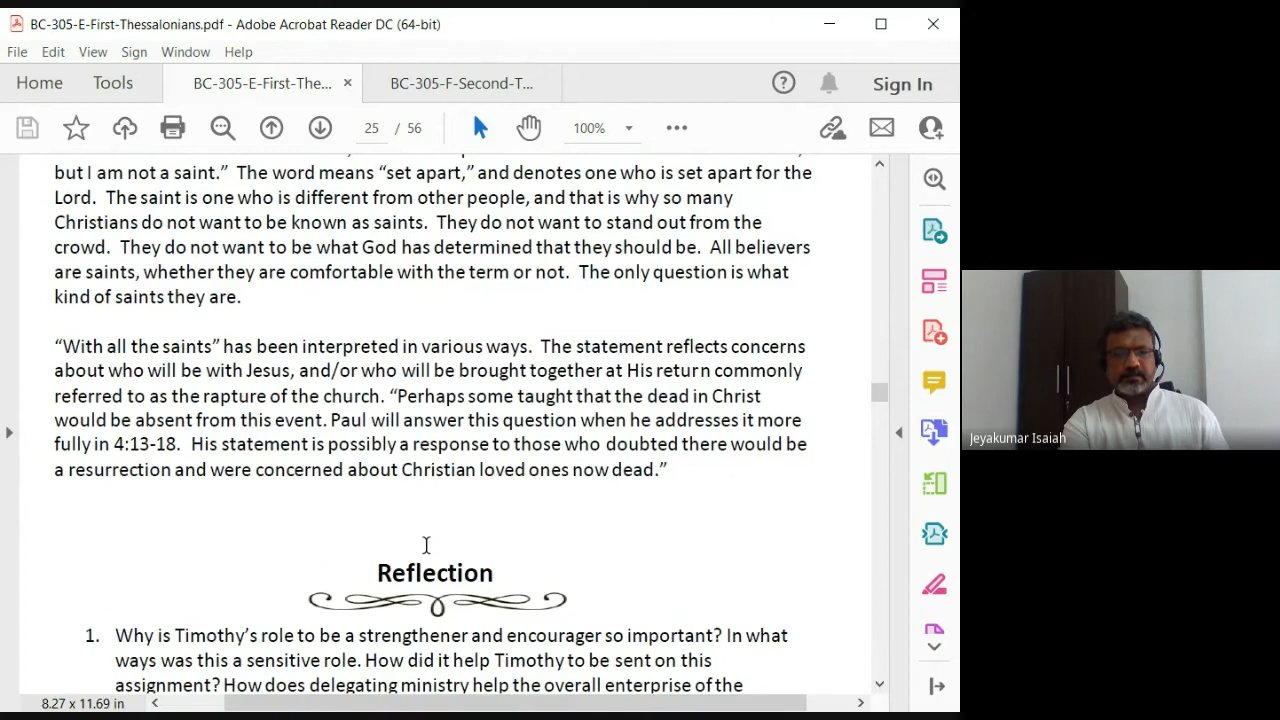 BC-305-E-First-Thessalonians.pdf - Adobe Acrobat Reader DC (64-bit)
File Edit View Sign Window Help
Home Tools BC-305-E-First-The... × BC-305-F-Second-T... Sign In
25 / 56 100%
but I am not a saint.” The word means “set apart,” and denotes one who is set apart for the
Lord. The saint is one who is different from other people, and that is why so many
Christians do not want to be known as saints. They do not want to stand out from the
crowd. They do not want to be what God has determined that they should be. All believers
are saints, whether they are comfortable with the term or not. The only question is what
kind of saints they are.
“With all the saints” has been interpreted in various ways. The statement reflects concerns
about who will be with Jesus, and/or who will be brought together at His return commonly
referred to as the rapture of the church. “Perhaps some taught that the dead in Christ
would be absent from this event. Paul will answer this question when he addresses it more
fully in 4:13-18. His statement is possibly a response to those who doubted there would be
a resurrection and were concerned about Christian loved ones now dead.”
Reflection
1. Why is Timothy’s role to be a strengthener and encourager so important? In what
ways was this a sensitive role. How did it help Timothy to be sent on this
assignment? How does delegating ministry help the overall enterprise of the
8.27 x 11.69 in
Jeyakumar Isaiah